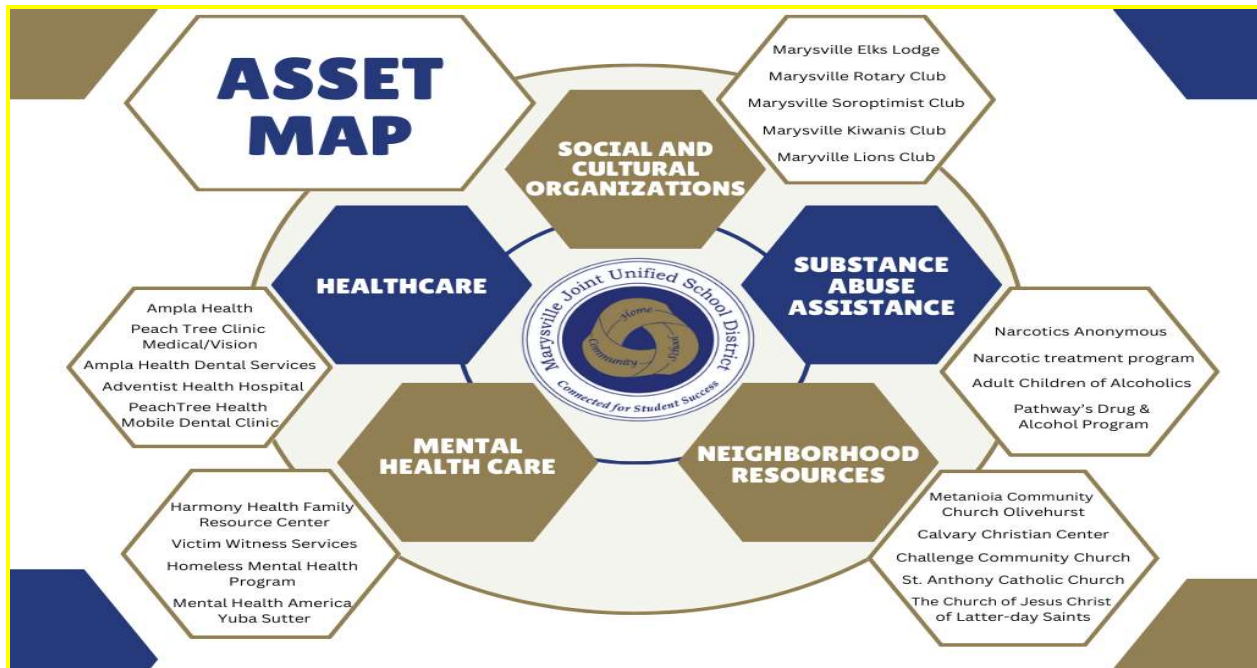 ASSET
MAP
SOCIAL AND
CULTURAL
ORGANIZATIONS
Marysville Elks Lodge
Marysville Rotary Club
Marysville Soroptimist Club
Marysville Kiwanis Club
Maryville Lions Club
HEALTHCARE
Ampla Health
Peach Tree Clinic
Medical/Vision
Ampla Health Dental Services
Adventist Health Hospital
PeachTree Health
Mobile Dental Clinic
SUBSTANCE
ABUSE
ASSISTANCE
Narcotics Anonymous
Narcotic treatment program
Adult Children of Alcoholics
Pathway's Drug &
Alcohol Program
Marysville Joint Unified School District
Home
Community
School
Connected for Student Success
MENTAL
HEALTH CARE
Harmony Health Family
Resource Center
Victim Witness Services
Homeless Mental Health
Program
Mental Health America
Yuba Sutter
NEIGHBORHOOD
RESOURCES
Metanioia Community
Church Olivehurst
Calvary Christian Center
Challenge Community Church
St. Anthony Catholic Church
The Church of Jesus Christ
of Latter-day Saints